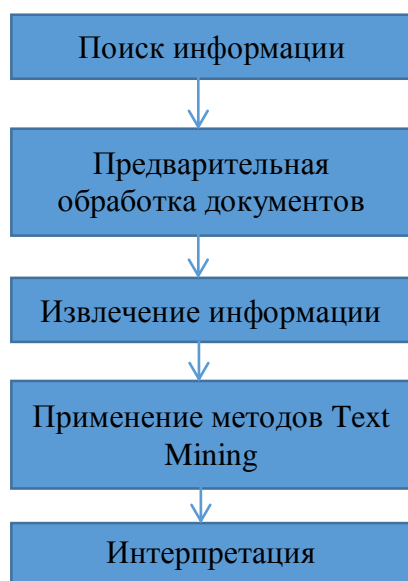 Поиск информации
Предварительная
обработка документов
Извлечение информации
Применение методов Text
Mining
Интерпретация